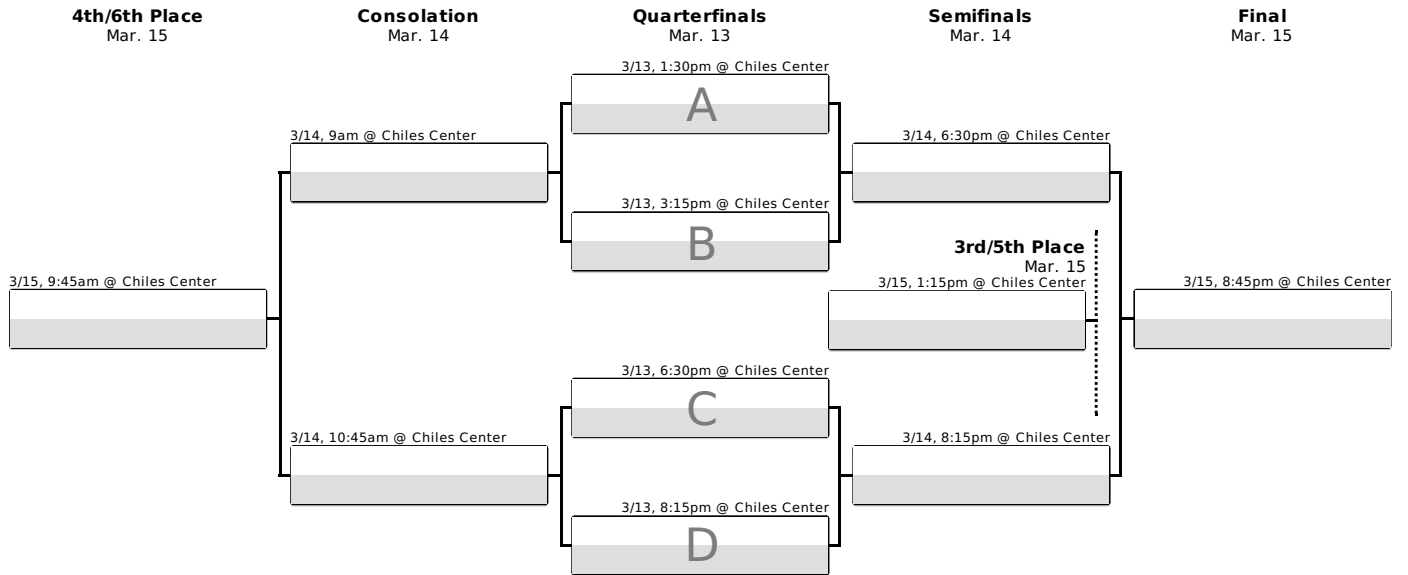 4th/6th Place
Mar. 15
Consolation
Mar. 14
Quarterfinals
Mar. 13
Semifinals
Mar. 14
Final
Mar. 15
3/13, 1:30pm @ Chiles Center
A
3/14, 9am @ Chiles Center
3/14, 6:30pm @ Chiles Center
3/13, 3:15pm @ Chiles Center
B
3rd/5th Place
Mar. 15
3/15, 9:45am @ Chiles Center
3/15, 1:15pm @ Chiles Center
3/15, 8:45pm @ Chiles Center
3/13, 6:30pm @ Chiles Center
C
3/14, 10:45am @ Chiles Center
3/14, 8:15pm @ Chiles Center
3/13, 8:15pm @ Chiles Center
D